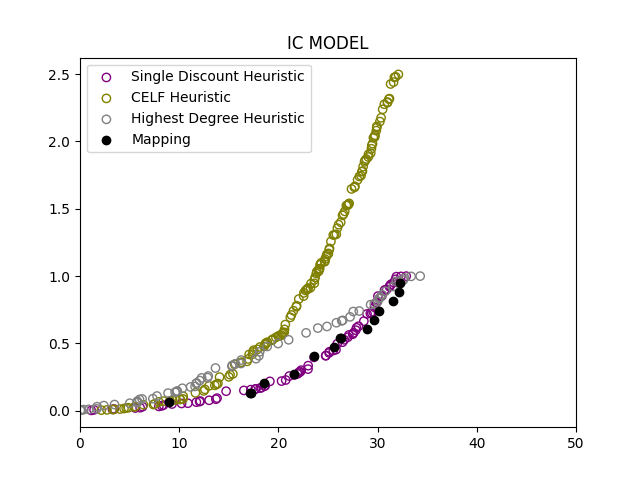 IC MODEL
Single Discount Heuristic
CELF Heuristic
Highest Degree Heuristic
Mapping
2.5
2.0
1.5
1.0
0.5
0.0
0 10 20 30 40 50